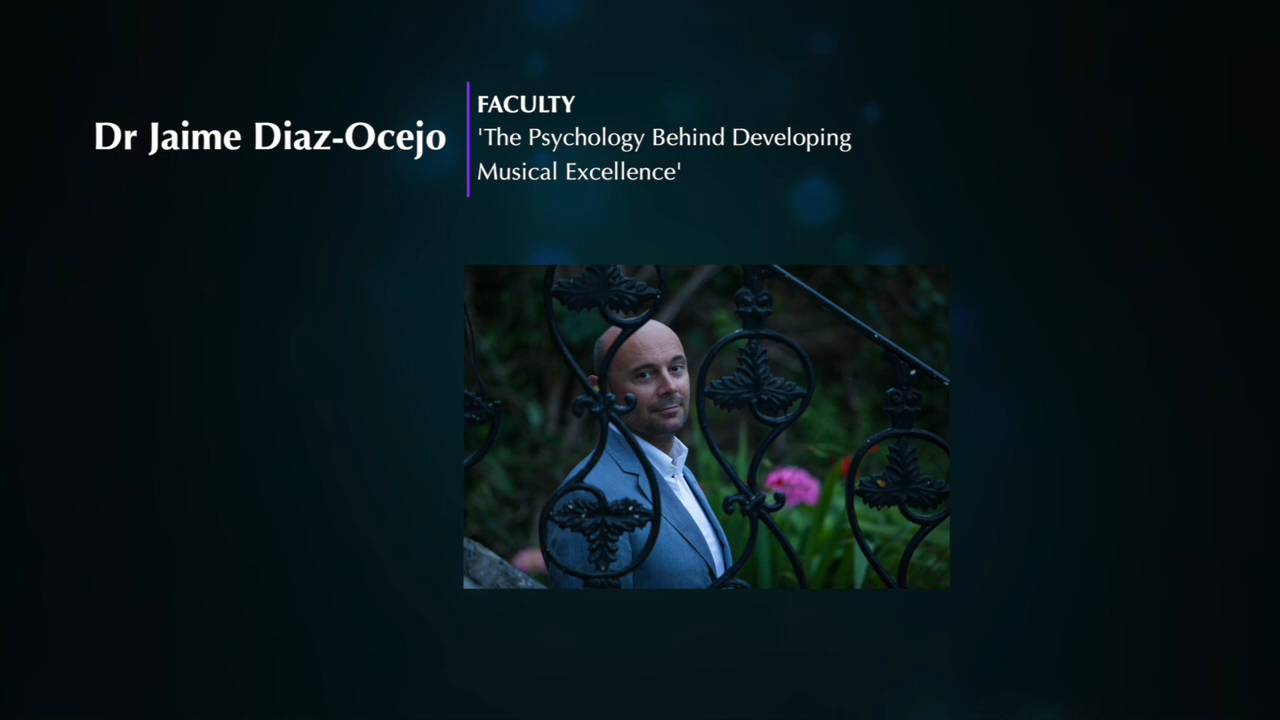 Dr Jaime Diaz-Ocejo
FACULTY
'The Psychology Behind Developing
Musical Excellence'